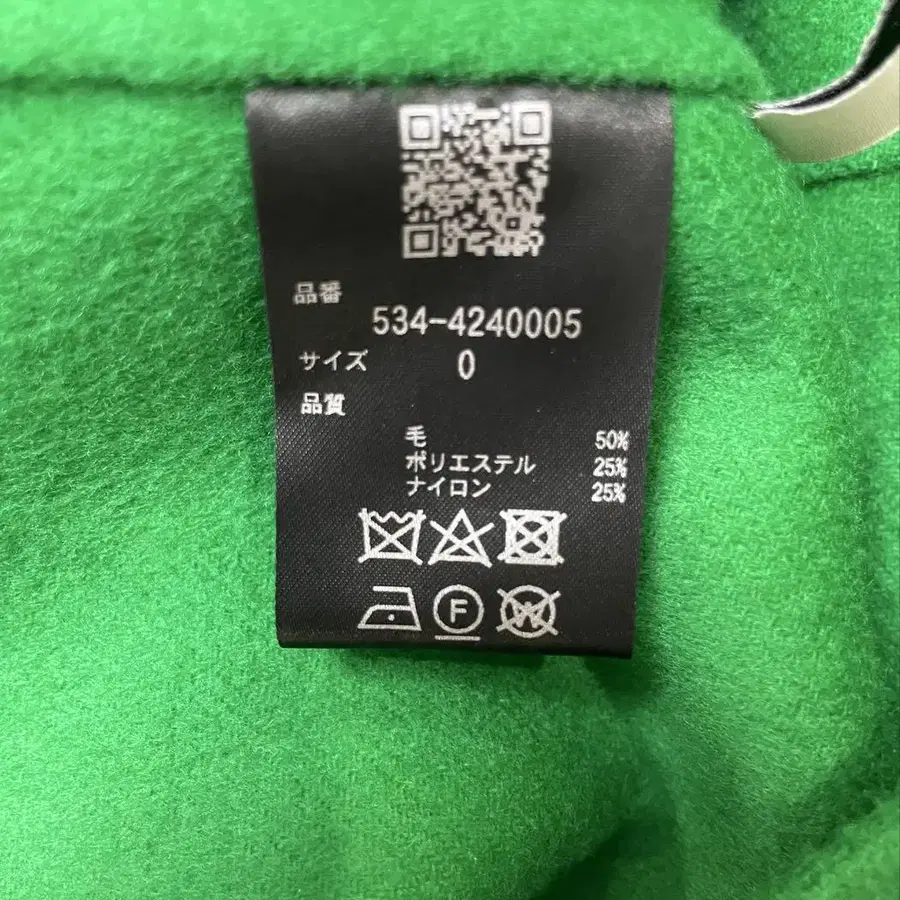 品番
534-4240005
サイズ 0
品質
毛 50%
ポリエステル 25%
ナイロン 25%
F W